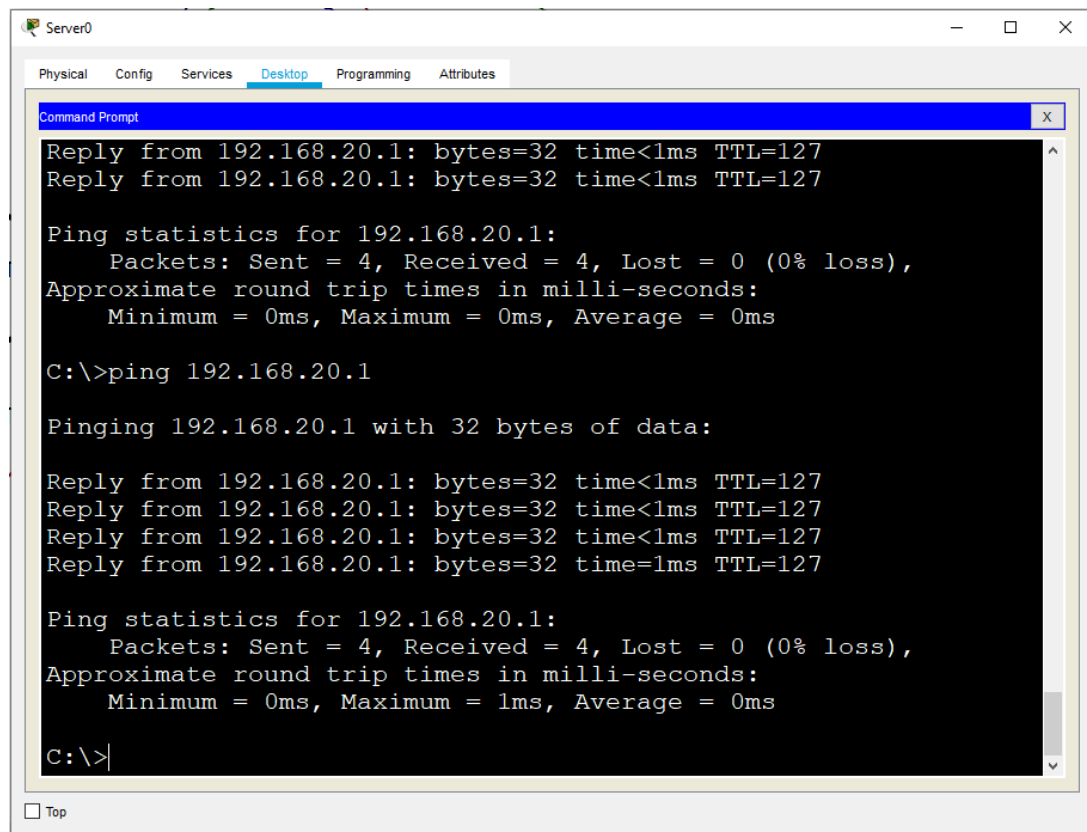 Server0
Physical Config Services Desktop Programming Attributes
Command Prompt
X
Reply from 192.168.20.1: bytes=32 time<1ms TTL=127
Reply from 192.168.20.1: bytes=32 time<1ms TTL=127
Ping statistics for 192.168.20.1:
Packets: Sent = 4, Received = 4, Lost = 0 (0% loss),
Approximate round trip times in milli-seconds:
Minimum = 0ms, Maximum = 0ms, Average = 0ms
C:\>ping 192.168.20.1
Pinging 192.168.20.1 with 32 bytes of data:
Reply from 192.168.20.1: bytes=32 time<1ms TTL=127
Reply from 192.168.20.1: bytes=32 time<1ms TTL=127
Reply from 192.168.20.1: bytes=32 time<1ms TTL=127
Reply from 192.168.20.1: bytes=32 time=1ms TTL=127
Ping statistics for 192.168.20.1:
Packets: Sent = 4, Received = 4, Lost = 0 (0% loss),
Approximate round trip times in milli-seconds:
Minimum = 0ms, Maximum = 1ms, Average = 0ms
C:\>
Top